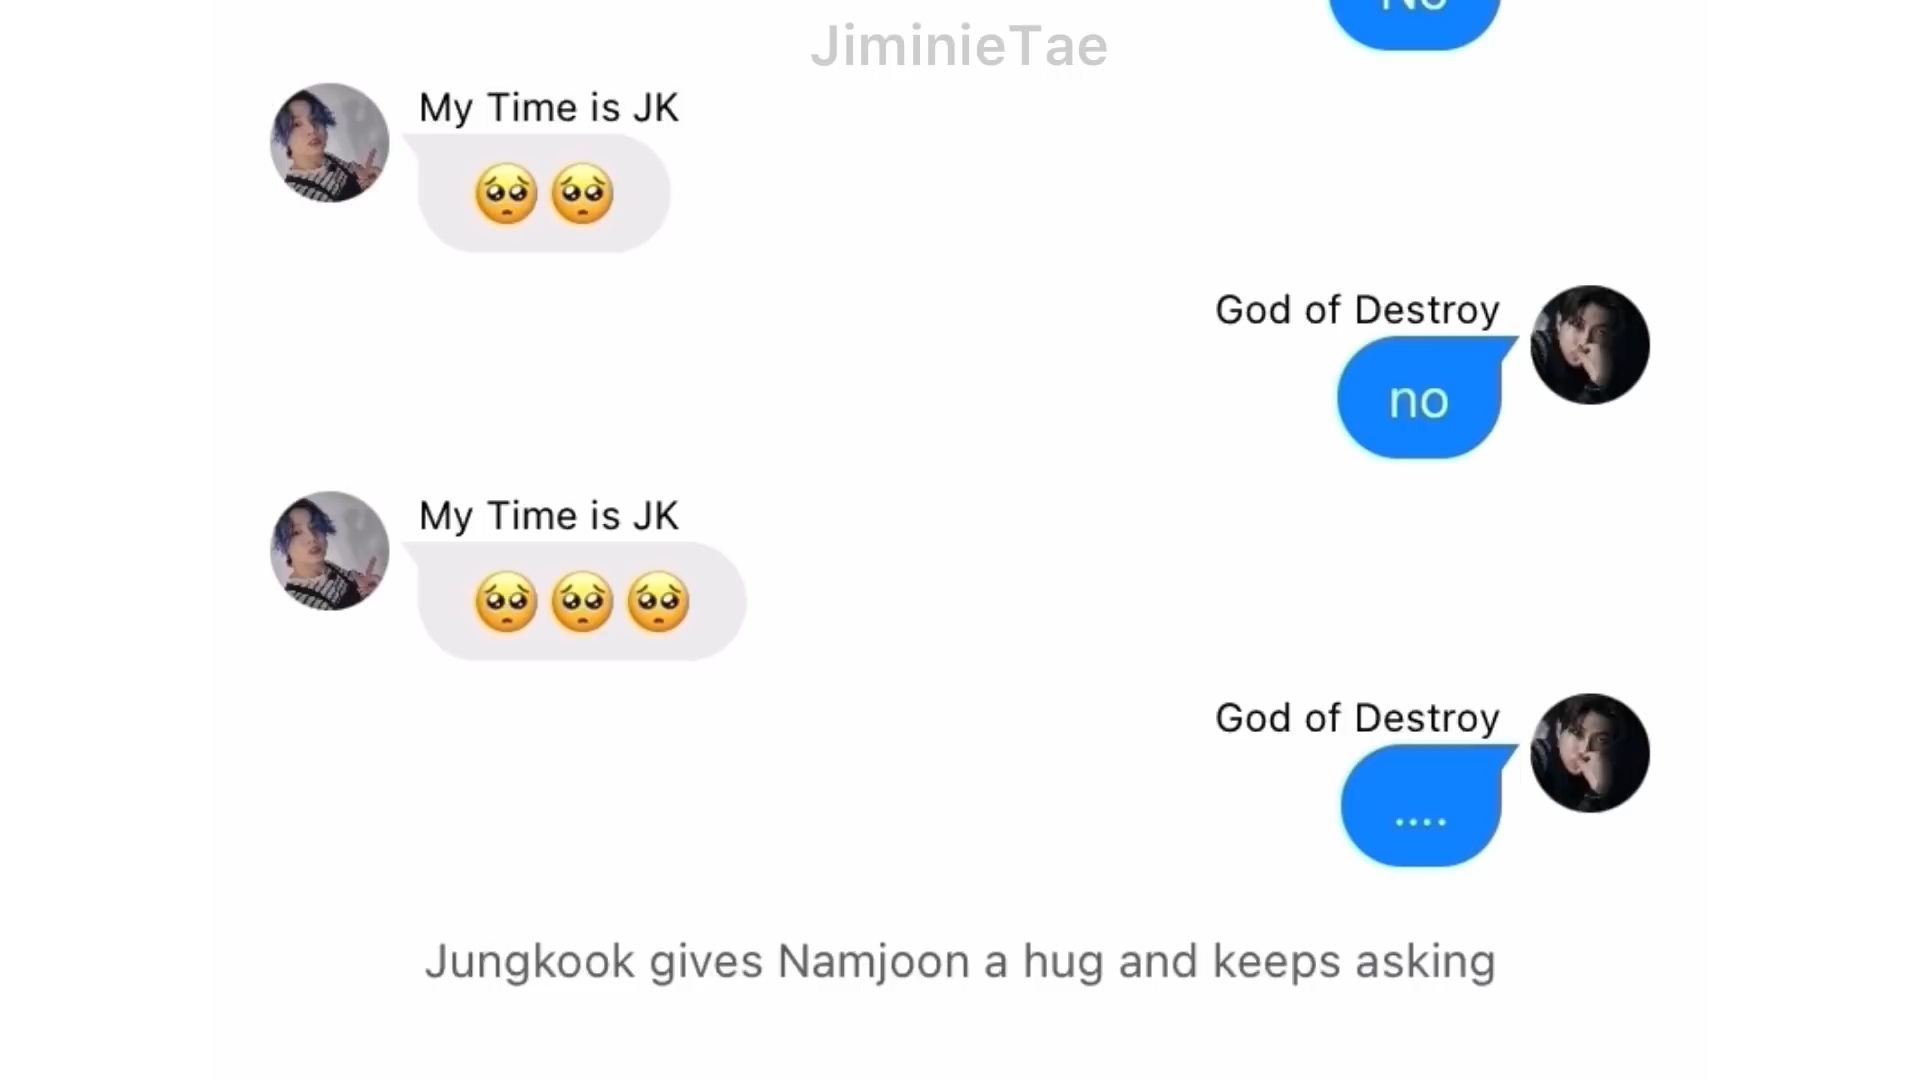 No
JiminieTae
My Time is JK
🥺🥺
God of Destroy
no
My Time is JK
🥺🥺🥺
God of Destroy
....
Jungkook gives Namjoon a hug and keeps asking